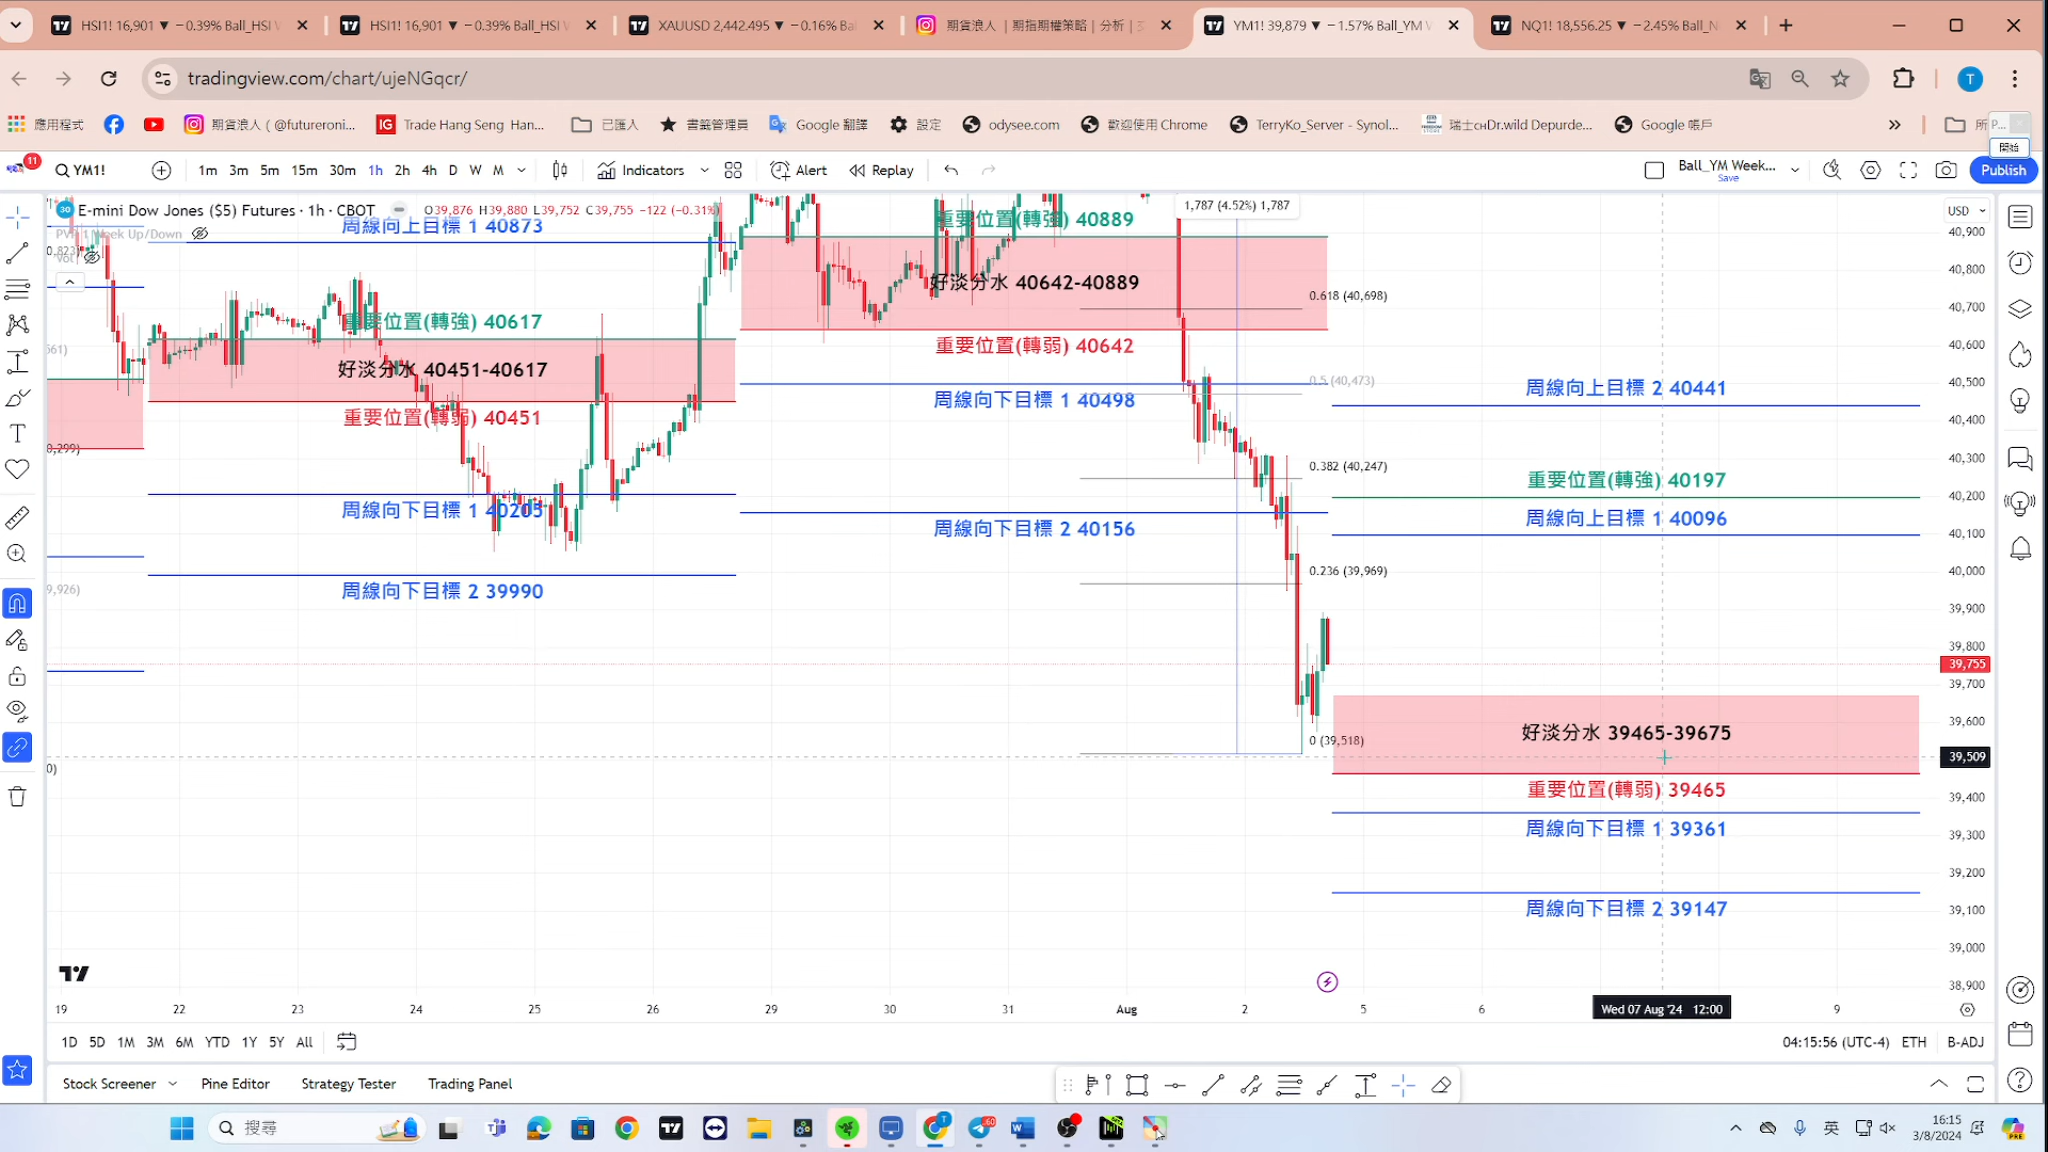 HSI1! 16,901 ▼ −0.39% Ball_HSI
HSI1! 16,901 ▼ −0.39% Ball_HSI
XAUUSD 2,442.495 ▼ −0.16%
期貨浪人 | 期指期權策略 | 分析 |
YM1! 39,879 ▼ −1.57% Ball_YM
NQ1! 18,556.25 ▼ −2.45% Ball_N
tradingview.com/chart/ujeNGqcr/
T
應用程式
期貨浪人 ( @futureroni...
Trade Hang Seng Han...
已匯入
書籤管理員
Google 翻譯
設定
odysee.com
歡迎使用 Chrome
TerryKo_Server - Synol...
瑞士cнDr.wild Depurde...
Google 帳戶
所
P...
開始
11
YM1!
1m 3m 5m 15m 30m 1h 2h 4h D W M
Indicators
Alert
Replay
Ball_YM Week...
Save
Publish
E-mini Dow Jones ($5) Futures · 1h · CBOT
O39,876 H39,880 L39,752 C39,755 −122 (−0.31%)
Week Up/Down
Vol
1,787 (4.52%) 1,787
USD
周線向上目標 1 40873
重要位置(轉強) 40889
好淡分水 40642-40889
0.618 (40,698)
重要位置(轉強) 40617
重要位置(轉弱) 40642
好淡分水 40451-40617
0.5 (40,473)
周線向上目標 2 40441
周線向下目標 1 40498
重要位置(轉弱) 40451
0.382 (40,247)
重要位置(轉強) 40197
周線向下目標 1 40205
周線向上目標 1 40096
周線向下目標 2 40156
0.236 (39,969)
周線向下目標 2 39990
好淡分水 39465-39675
0 (39,518)
重要位置(轉弱) 39465
周線向下目標 1 39361
周線向下目標 2 39147
40,900
40,800
40,700
40,600
40,500
40,400
40,300
40,200
40,100
40,000
39,900
39,800
39,755
39,700
39,600
39,509
39,400
39,300
39,200
39,100
39,000
38,900
19 22 23 24 25 26 29 30 31 Aug 2 5 6 Wed 07 Aug '24 12:00 9
1D 5D 1M 3M 6M YTD 1Y 5Y All
04:15:56 (UTC-4) ETH B-ADJ
Stock Screener
Pine Editor
Strategy Tester
Trading Panel
搜尋
英
16:15
3/8/2024